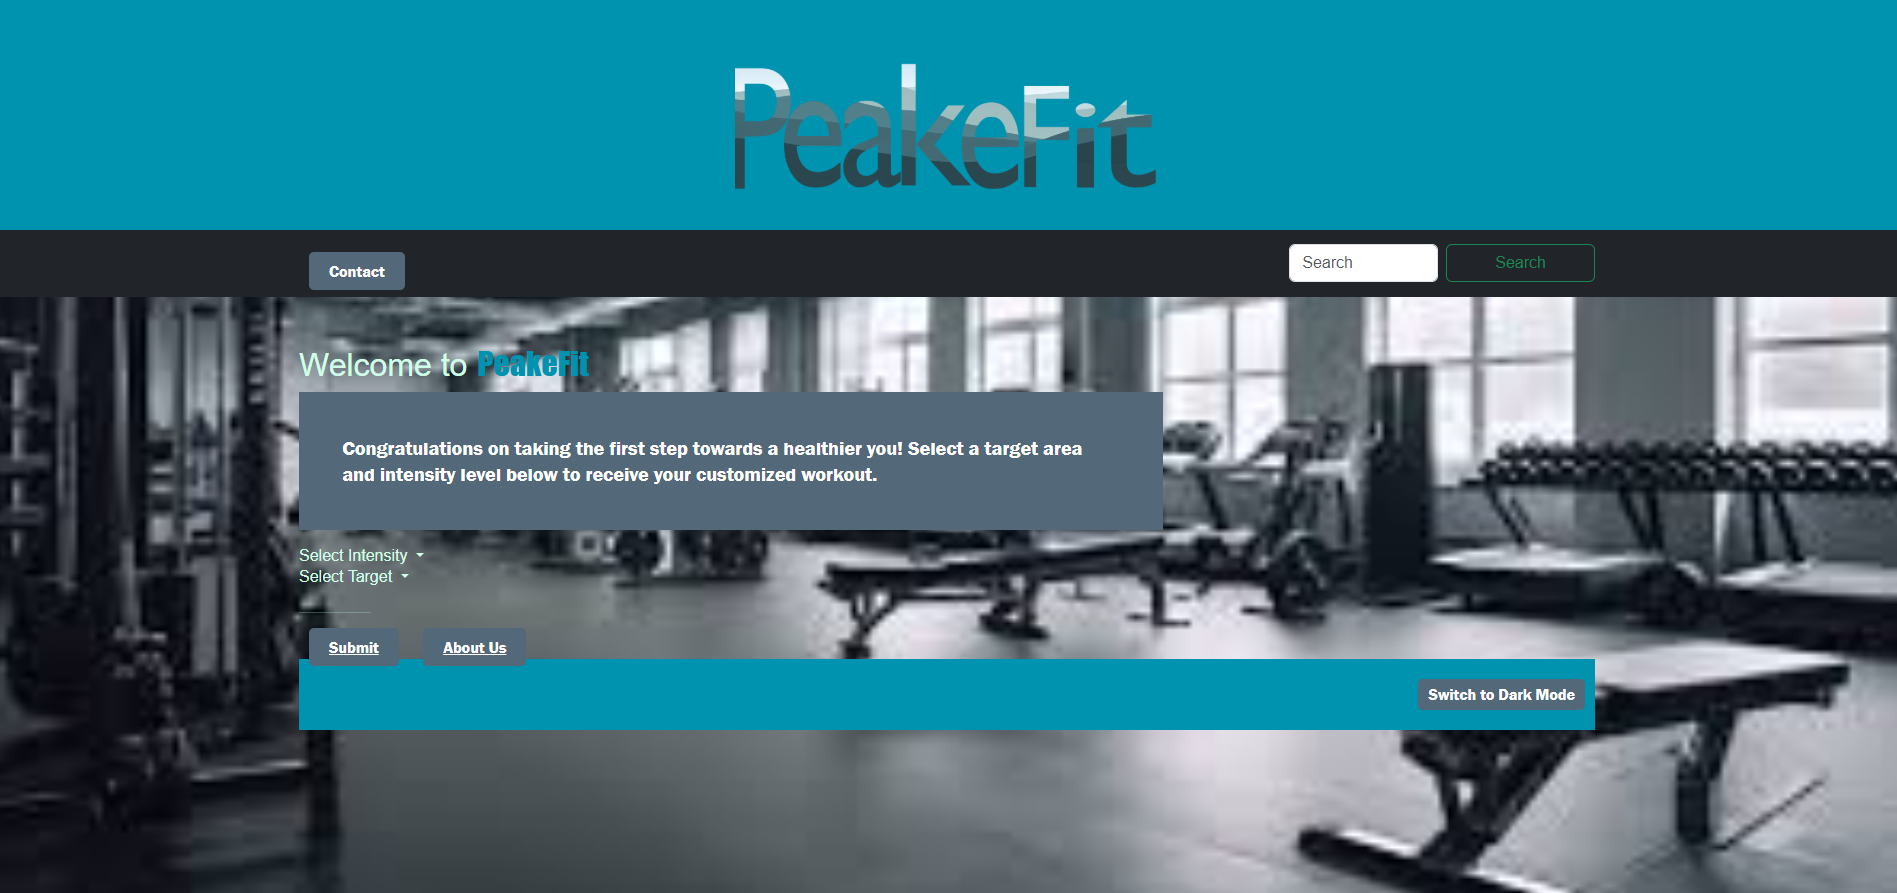 PeakeFit
Contact
Search
Search
Welcome to PeakeFit
Congratulations on taking the first step towards a healthier you! Select a target area
and intensity level below to receive your customized workout.
Select Intensity
Select Target
Submit
About Us
Switch to Dark Mode